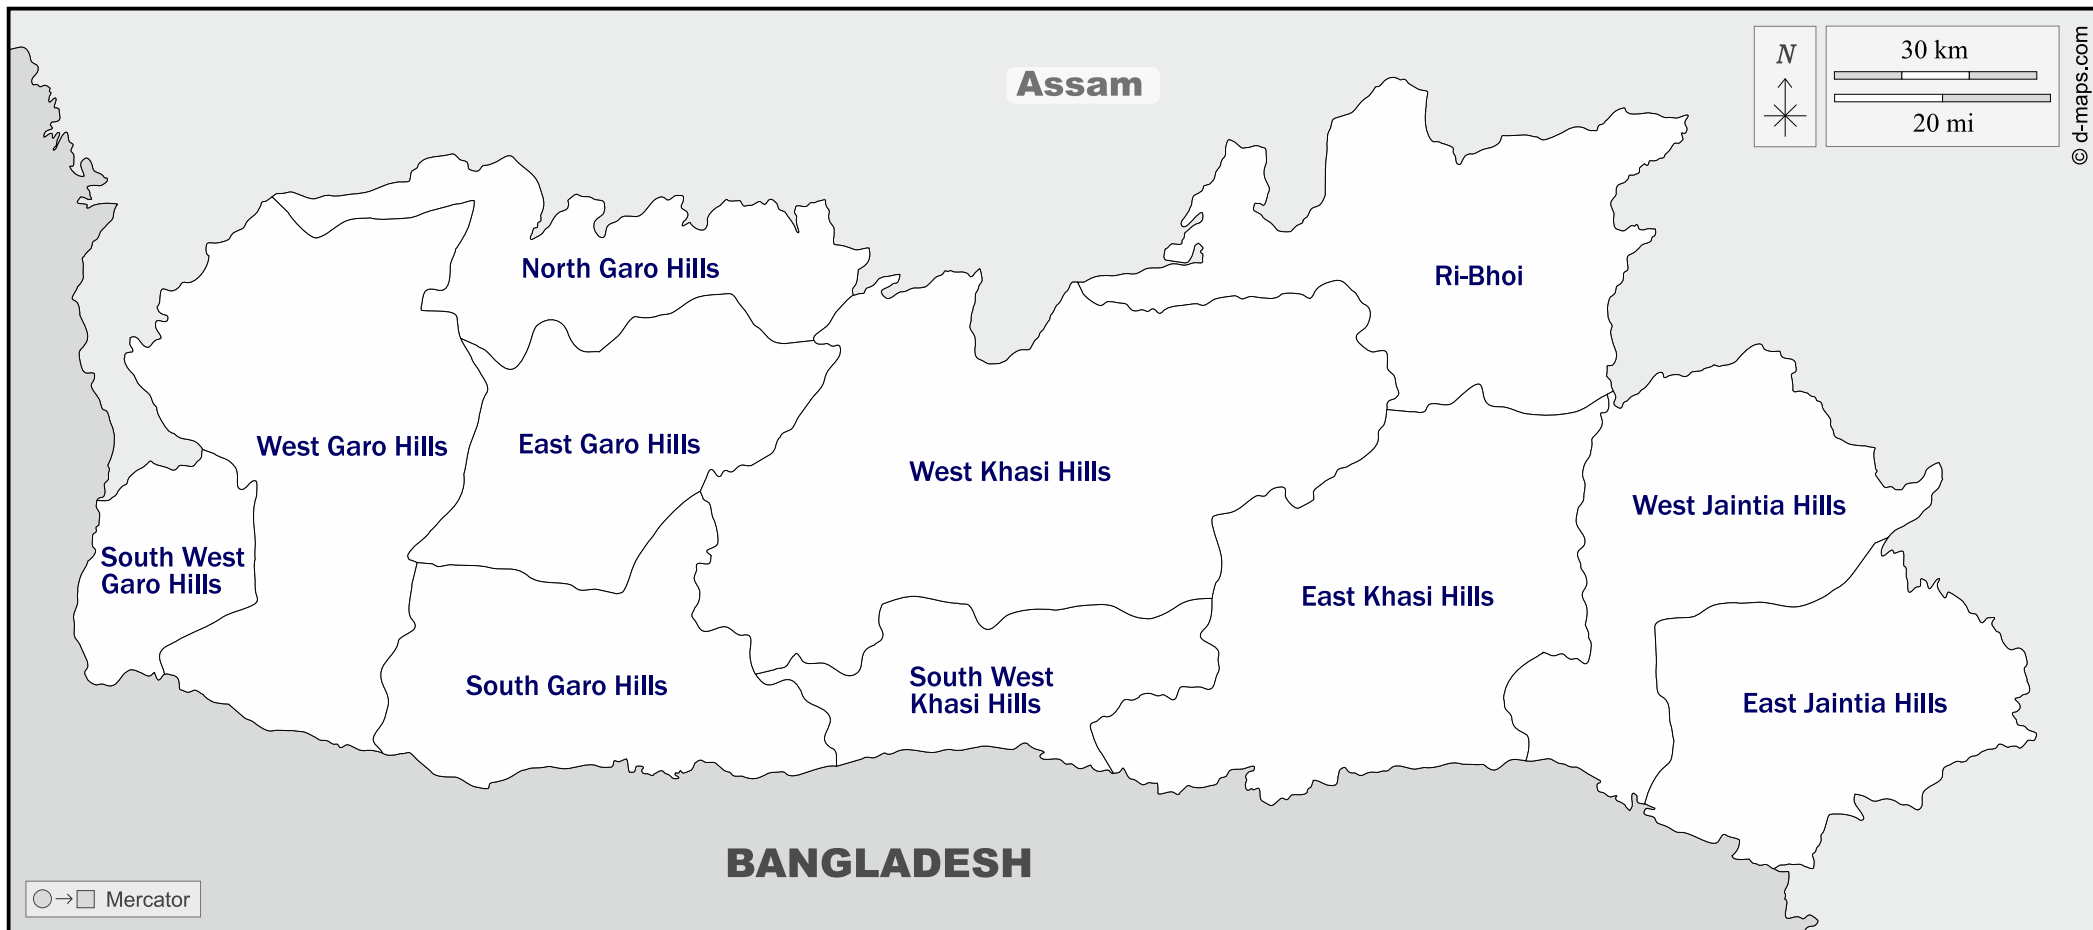 Assam
N
30 km
20 mi
© d-maps.com
North Garo Hills
Ri-Bhoi
West Garo Hills
East Garo Hills
West Khasi Hills
West Jaintia Hills
South West
Garo Hills
East Khasi Hills
South Garo Hills
South West
Khasi Hills
East Jaintia Hills
BANGLADESH
Mercator